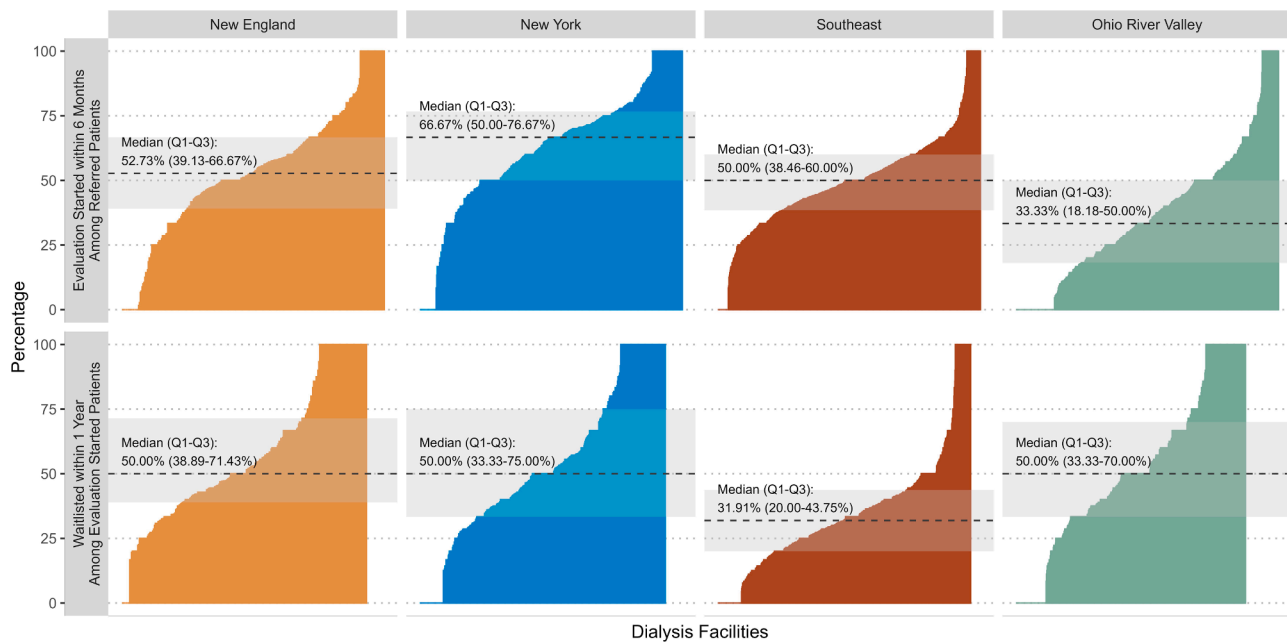 New England
New York
Southeast
Ohio River Valley
Evaluation Started within 6 Months
Among Referred Patients
100
75
50
25
0
Median (Q1-Q3):
52.73% (39.13-66.67%)
Median (Q1-Q3):
66.67% (50.00-76.67%)
Median (Q1-Q3):
50.00% (38.46-60.00%)
Median (Q1-Q3):
33.33% (18.18-50.00%)
Percentage
Waitlisted within 1 Year
Among Evaluation Started Patients
100
75
50
25
0
Median (Q1-Q3):
50.00% (38.89-71.43%)
Median (Q1-Q3):
50.00% (33.33-75.00%)
Median (Q1-Q3):
31.91% (20.00-43.75%)
Median (Q1-Q3):
50.00% (33.33-70.00%)
Dialysis Facilities